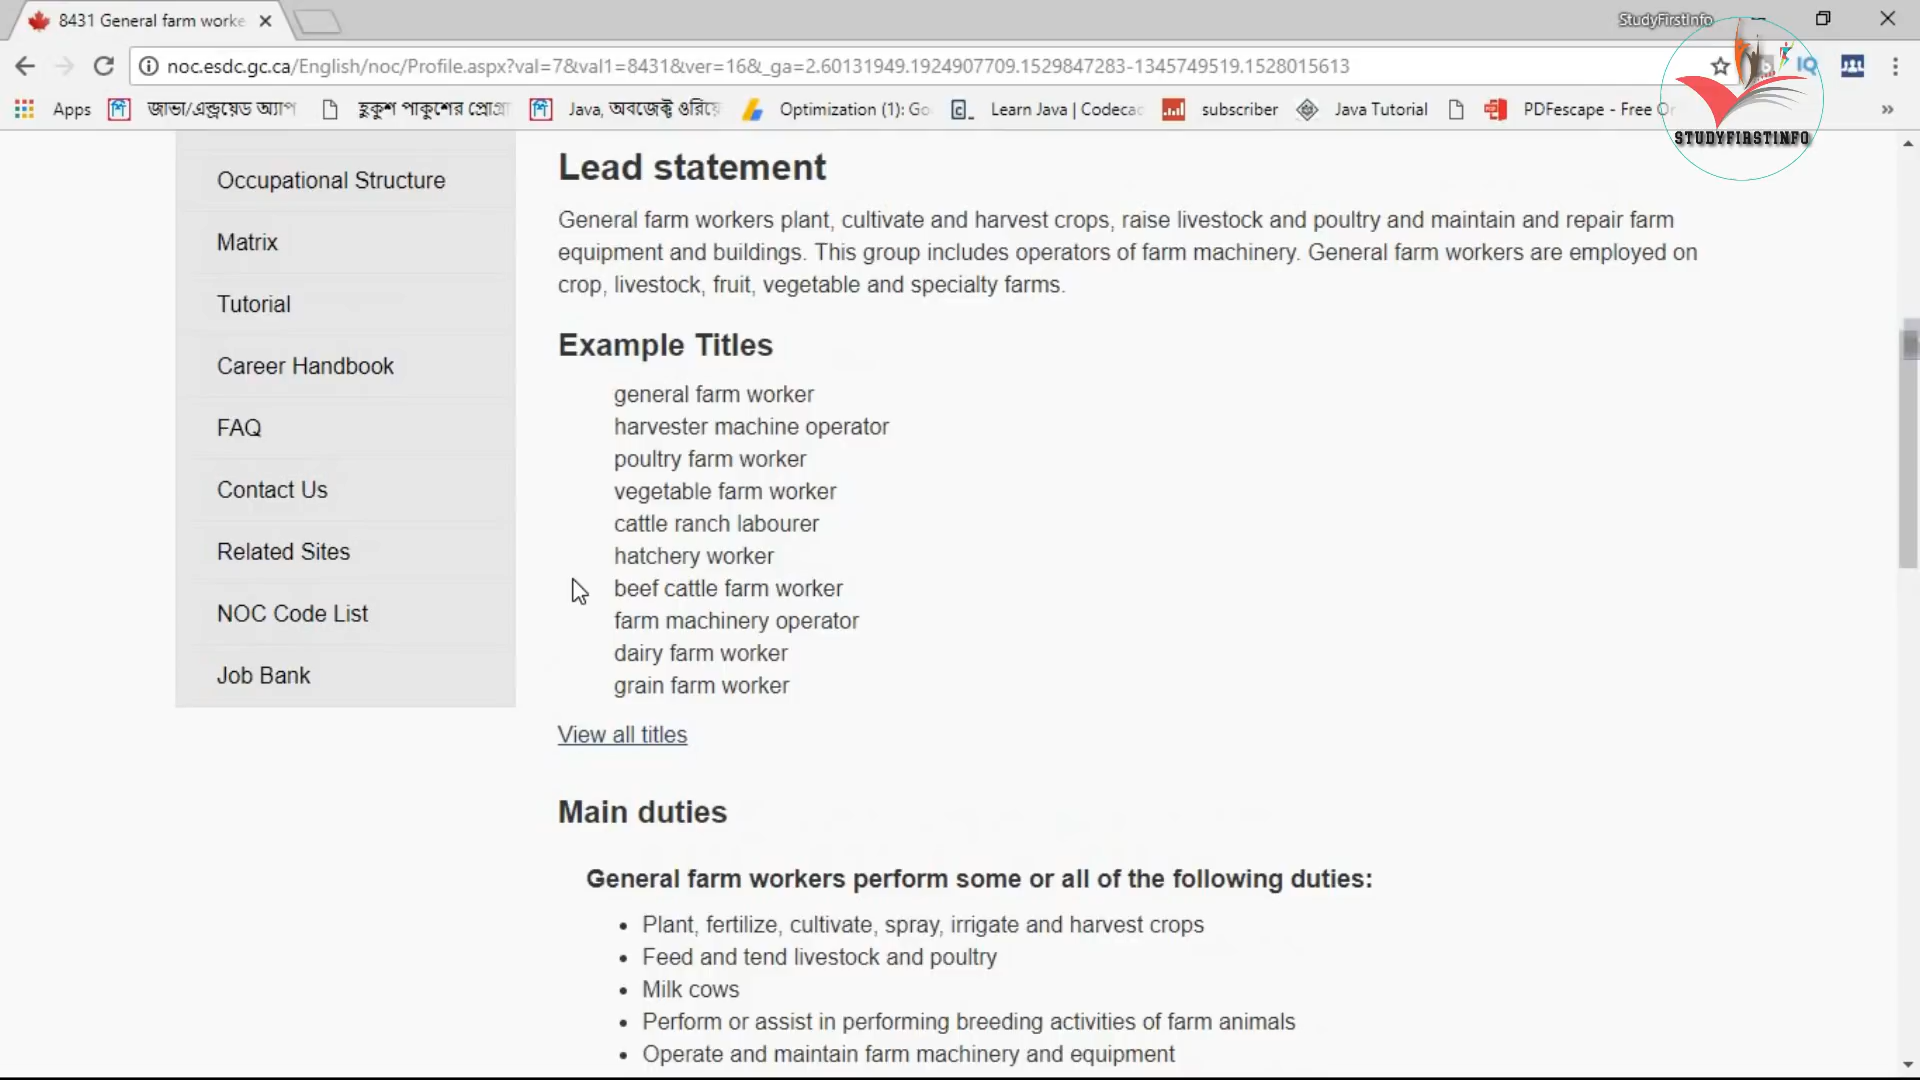 8431 General farm worke
StudyFirstInfo
noc.esdc.gc.ca/English/noc/Profile.aspx?val=7&val1=8431&ver=16&_ga=2.60131949.1924907709.1529847283-1345749519.1528015613
Apps জাভা/এন্ড্রয়েড অ্যাপ হুকুশ পাকুশের প্রোগ্রা Java, অবজেক্ট ওরিয়ে Optimization (1): Go Learn Java | Codecac subscriber Java Tutorial PDFescape - Free Or
STUDYFIRSTINFO
Occupational Structure
Matrix
Tutorial
Career Handbook
FAQ
Contact Us
Related Sites
NOC Code List
Job Bank
Lead statement
General farm workers plant, cultivate and harvest crops, raise livestock and poultry and maintain and repair farm
equipment and buildings. This group includes operators of farm machinery. General farm workers are employed on
crop, livestock, fruit, vegetable and specialty farms.
Example Titles
general farm worker
harvester machine operator
poultry farm worker
vegetable farm worker
cattle ranch labourer
hatchery worker
beef cattle farm worker
farm machinery operator
dairy farm worker
grain farm worker
View all titles
Main duties
General farm workers perform some or all of the following duties:
• Plant, fertilize, cultivate, spray, irrigate and harvest crops
• Feed and tend livestock and poultry
• Milk cows
• Perform or assist in performing breeding activities of farm animals
• Operate and maintain farm machinery and equipment